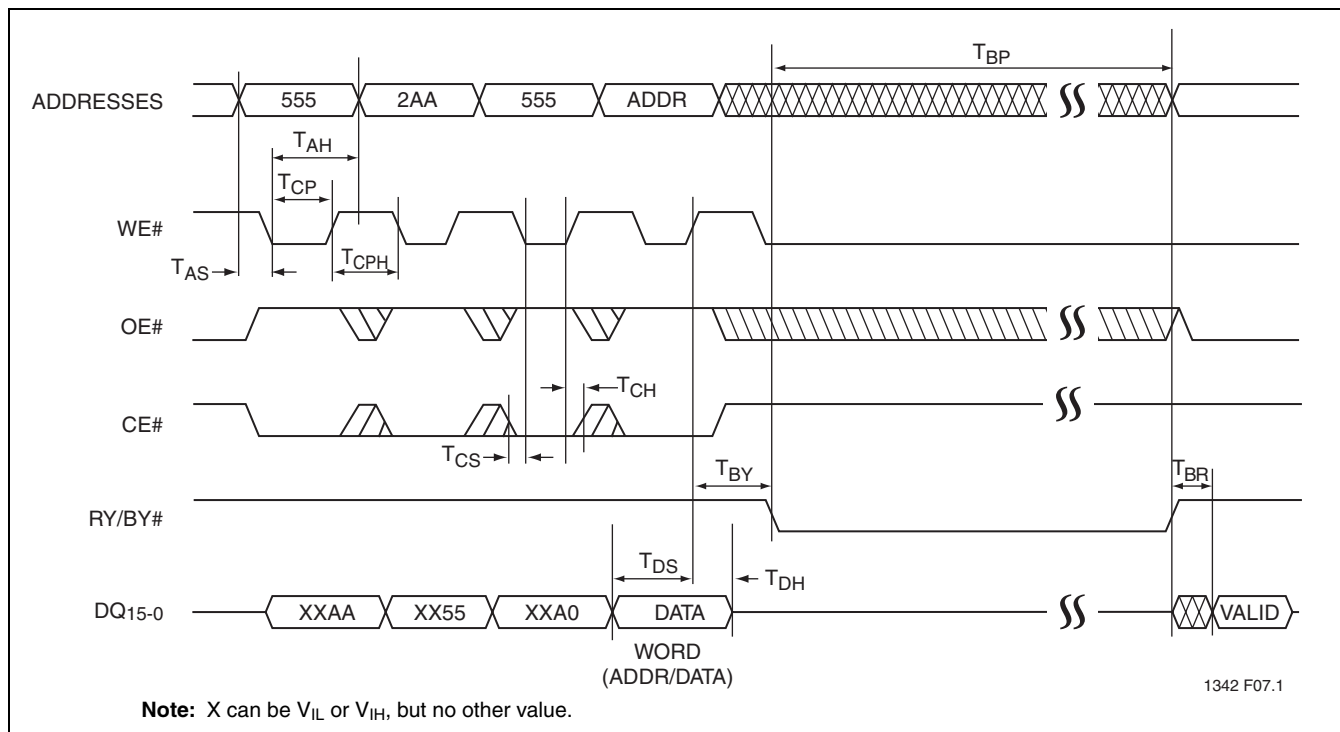 T_BP
ADDRESSES 555 2AA 555 ADDR
T_AH
T_CP
WE#
T_AS T_CPH
OE#
T_CH
CE#
T_CS
T_BY T_BR
RY/BY#
T_DS T_DH
DQ15-0 XXAA XX55 XXA0 DATA VALID
WORD
(ADDR/DATA)
1342 F07.1
Note: X can be V_IL or V_IH, but no other value.